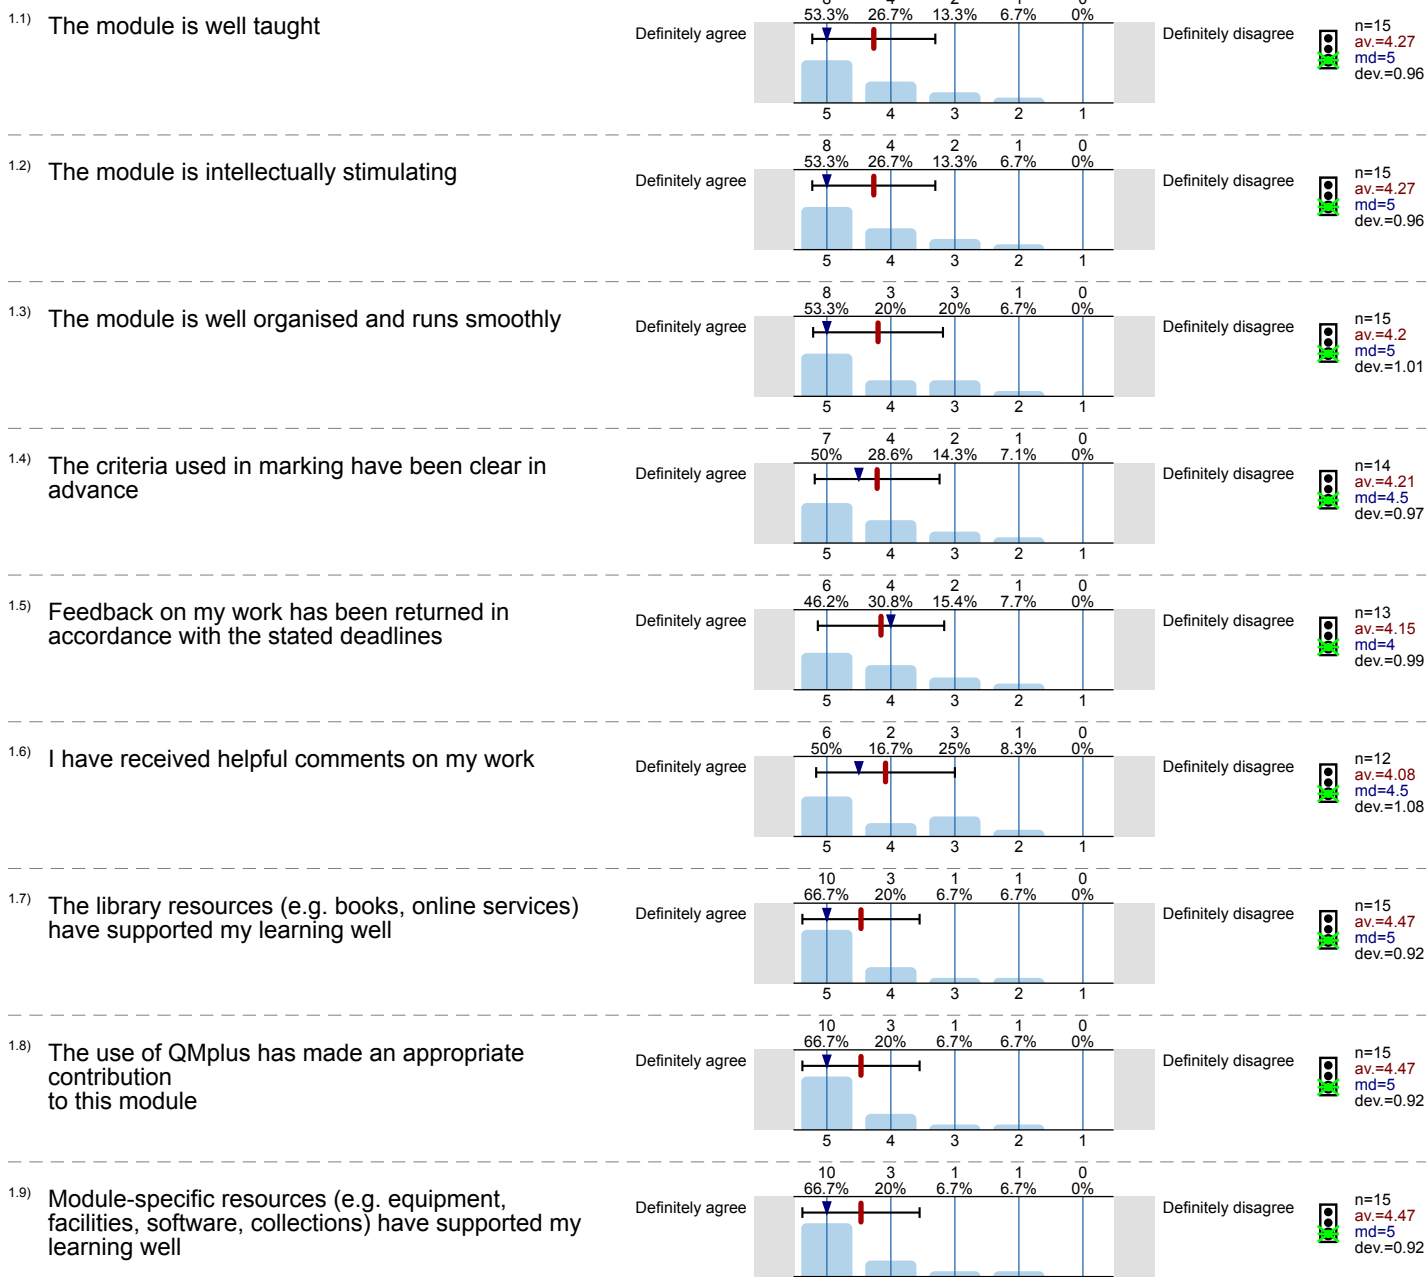 8 4 2 1 0
53.3% 26.7% 13.3% 6.7% 0%
1.1) The module is well taught
Definitely agree
Definitely disagree
n=15
av.=4.27
md=5
dev.=0.96
5 4 3 2 1
8 4 2 1 0
53.3% 26.7% 13.3% 6.7% 0%
1.2) The module is intellectually stimulating
Definitely agree
Definitely disagree
n=15
av.=4.27
md=5
dev.=0.96
5 4 3 2 1
8 3 3 1 0
53.3% 20% 20% 6.7% 0%
1.3) The module is well organised and runs smoothly
Definitely agree
Definitely disagree
n=15
av.=4.2
md=5
dev.=1.01
5 4 3 2 1
7 4 2 1 0
50% 28.6% 14.3% 7.1% 0%
1.4) The criteria used in marking have been clear in
advance
Definitely agree
Definitely disagree
n=14
av.=4.21
md=4.5
dev.=0.97
5 4 3 2 1
6 4 2 1 0
46.2% 30.8% 15.4% 7.7% 0%
1.5) Feedback on my work has been returned in
accordance with the stated deadlines
Definitely agree
Definitely disagree
n=13
av.=4.15
md=4
dev.=0.99
5 4 3 2 1
6 2 3 1 0
50% 16.7% 25% 8.3% 0%
1.6) I have received helpful comments on my work
Definitely agree
Definitely disagree
n=12
av.=4.08
md=4.5
dev.=1.08
5 4 3 2 1
10 3 1 1 0
66.7% 20% 6.7% 6.7% 0%
1.7) The library resources (e.g. books, online services)
have supported my learning well
Definitely agree
Definitely disagree
n=15
av.=4.47
md=5
dev.=0.92
5 4 3 2 1
10 3 1 1 0
66.7% 20% 6.7% 6.7% 0%
1.8) The use of QMplus has made an appropriate
contribution
to this module
Definitely agree
Definitely disagree
n=15
av.=4.47
md=5
dev.=0.92
5 4 3 2 1
10 3 1 1 0
66.7% 20% 6.7% 6.7% 0%
1.9) Module-specific resources (e.g. equipment,
facilities, software, collections) have supported my
learning well
Definitely agree
Definitely disagree
n=15
av.=4.47
md=5
dev.=0.92